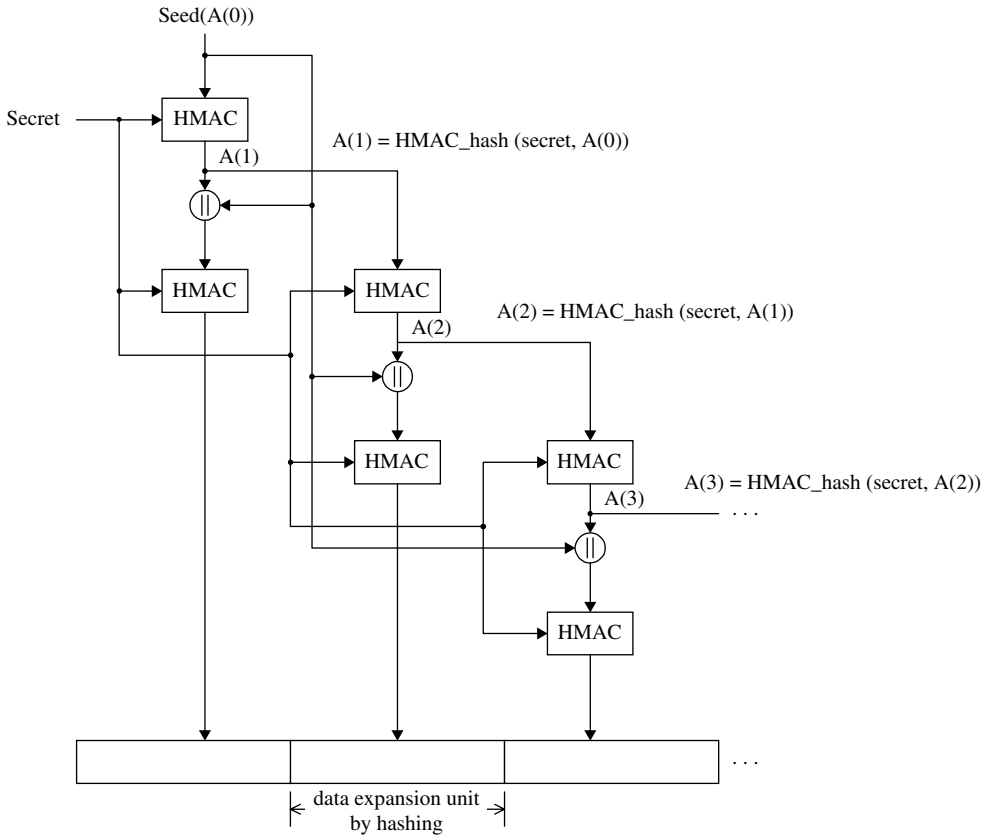 Seed(A(0))
Secret
HMAC
A(1) = HMAC_hash (secret, A(0))
A(1)
||
HMAC
HMAC
A(2) = HMAC_hash (secret, A(1))
A(2)
||
HMAC
HMAC
A(3) = HMAC_hash (secret, A(2))
A(3)
. . .
||
HMAC
. . .
data expansion unit
by hashing